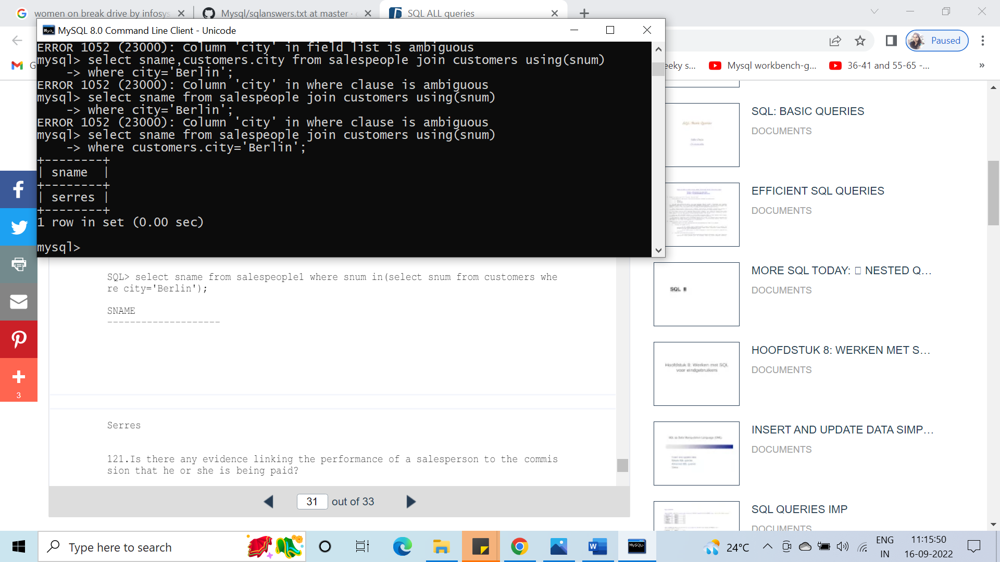 women on break drive by infosys
Mysql/sqlanswers.txt at master ·
SQL ALL queries
MySQL 8.0 Command Line Client - Unicode
Paused
G
eeky s...
Mysql workbench-g...
36-41 and 55-65 -...
»
ERROR 1052 (23000): Column 'city' in field list is ambiguous
mysql> select sname,customers.city from salespeople join customers using(snum)
-> where city='Berlin';
ERROR 1052 (23000): Column 'city' in where clause is ambiguous
mysql> select sname from salespeople join customers using(snum)
-> where city='Berlin';
ERROR 1052 (23000): Column 'city' in where clause is ambiguous
mysql> select sname from salespeople join customers using(snum)
-> where customers.city='Berlin';
+--------+
| sname  |
+--------+
| serres |
+--------+
1 row in set (0.00 sec)
mysql>
SQL> select sname from salespeople1 where snum in(select snum from customers whe
re city='Berlin');
SNAME
--------------------
Serres
121.Is there any evidence linking the performance of a salesperson to the commis
sion that he or she is being paid?
31 out of 33
3
SQL: BASIC QUERIES
DOCUMENTS
EFFICIENT SQL QUERIES
DOCUMENTS
SQL II
MORE SQL TODAY: □ NESTED Q...
DOCUMENTS
Hoofdstuk 8: Werken met SQL
voor eindgebruikers
HOOFDSTUK 8: WERKEN MET S...
DOCUMENTS
INSERT AND UPDATE DATA SIMP...
DOCUMENTS
SQL QUERIES IMP
DOCUMENTS
Type here to search
24°C
ENG
IN
11:15:50
16-09-2022